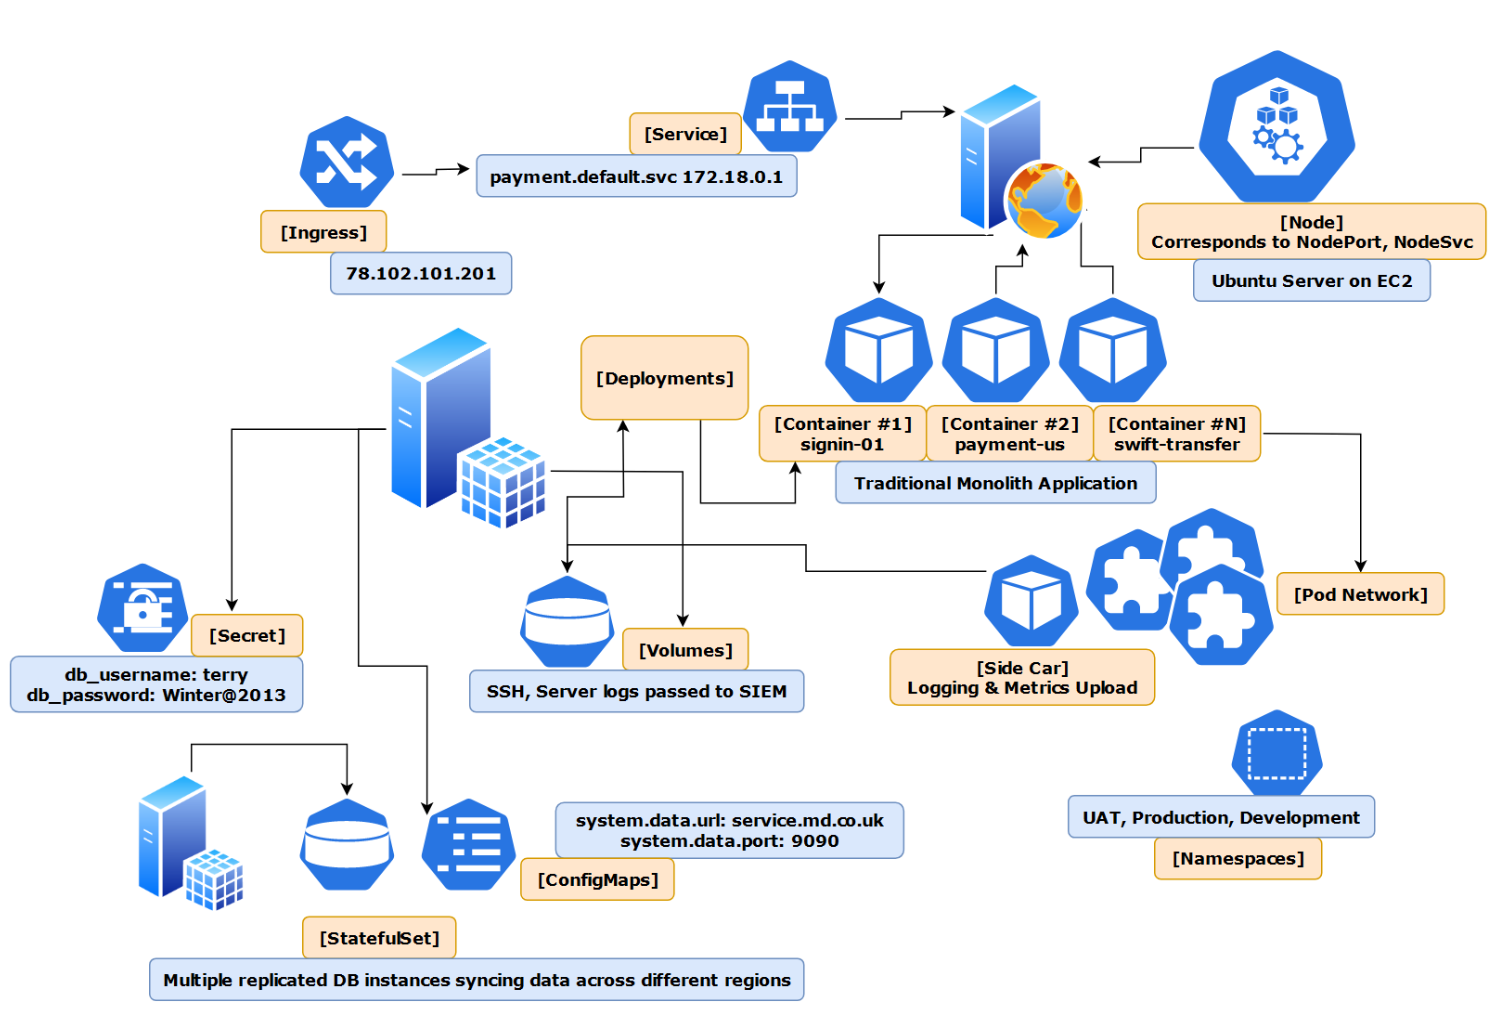 [Service]
payment.default.svc 172.18.0.1
[Ingress]
78.102.101.201
[Node]
Corresponds to NodePort, NodeSvc
Ubuntu Server on EC2
[Deployments]
[Container #1]
signin-01
[Container #2]
payment-us
[Container #N]
swift-transfer
Traditional Monolith Application
[Pod Network]
[Secret]
db_username: terry
db_password: Winter@2013
[Volumes]
SSH, Server logs passed to SIEM
[Side Car]
Logging & Metrics Upload
system.data.url: service.md.co.uk
system.data.port: 9090
[ConfigMaps]
UAT, Production, Development
[Namespaces]
[StatefulSet]
Multiple replicated DB instances syncing data across different regions